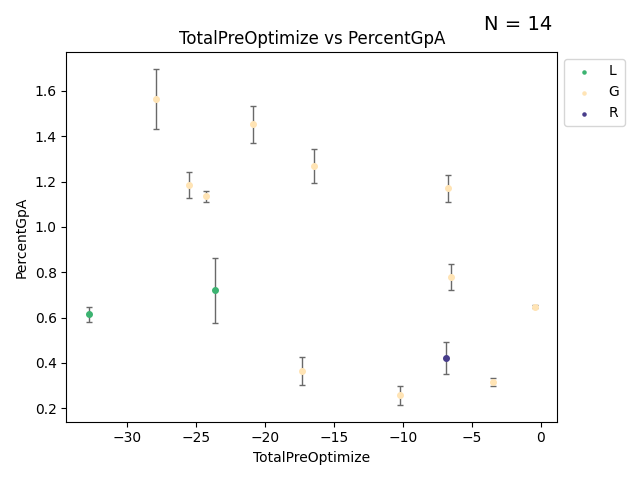 N = 14
TotalPreOptimize vs PercentGpA
L
G
R
PercentGpA
1.6
1.4
1.2
1.0
0.8
0.6
0.4
0.2
−30
−25
−20
−15
−10
−5
0
TotalPreOptimize